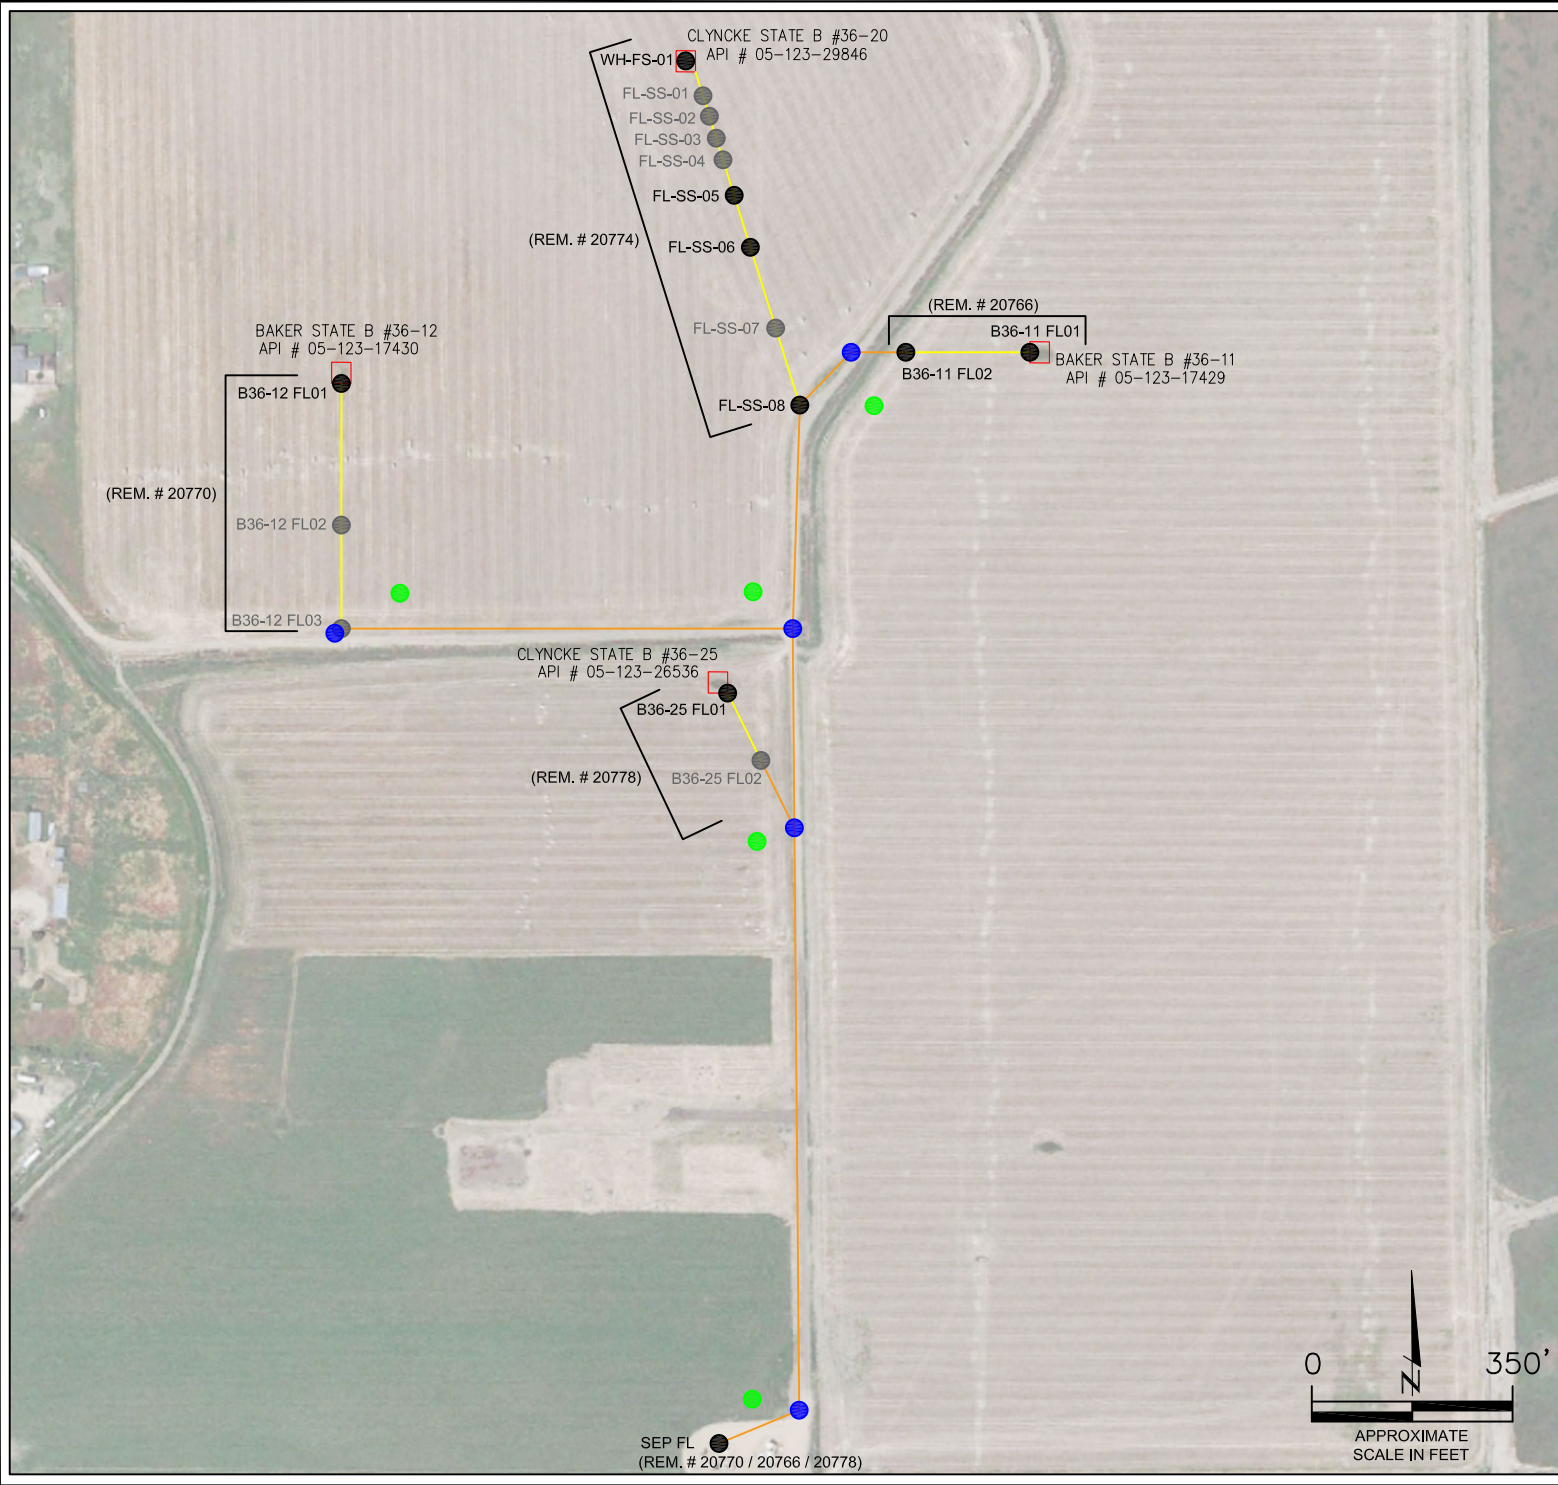 CLYNCKE STATE B #36-20
API # 05-123-29846
WH-FS-01
FL-SS-01
FL-SS-02
FL-SS-03
FL-SS-04
FL-SS-05
FL-SS-06
(REM. # 20774)
FL-SS-07
FL-SS-08
(REM. # 20766)
B36-11 FL01
B36-11 FL02
BAKER STATE B #36-11
API # 05-123-17429
BAKER STATE B #36-12
API # 05-123-17430
B36-12 FL01
(REM. # 20770)
B36-12 FL02
B36-12 FL03
CLYNCKE STATE B #36-25
API # 05-123-26536
B36-25 FL01
(REM. # 20778)
B36-25 FL02
SEP FL
(REM. # 20770 / 20766 / 20778)
0 350'
N
APPROXIMATE
SCALE IN FEET